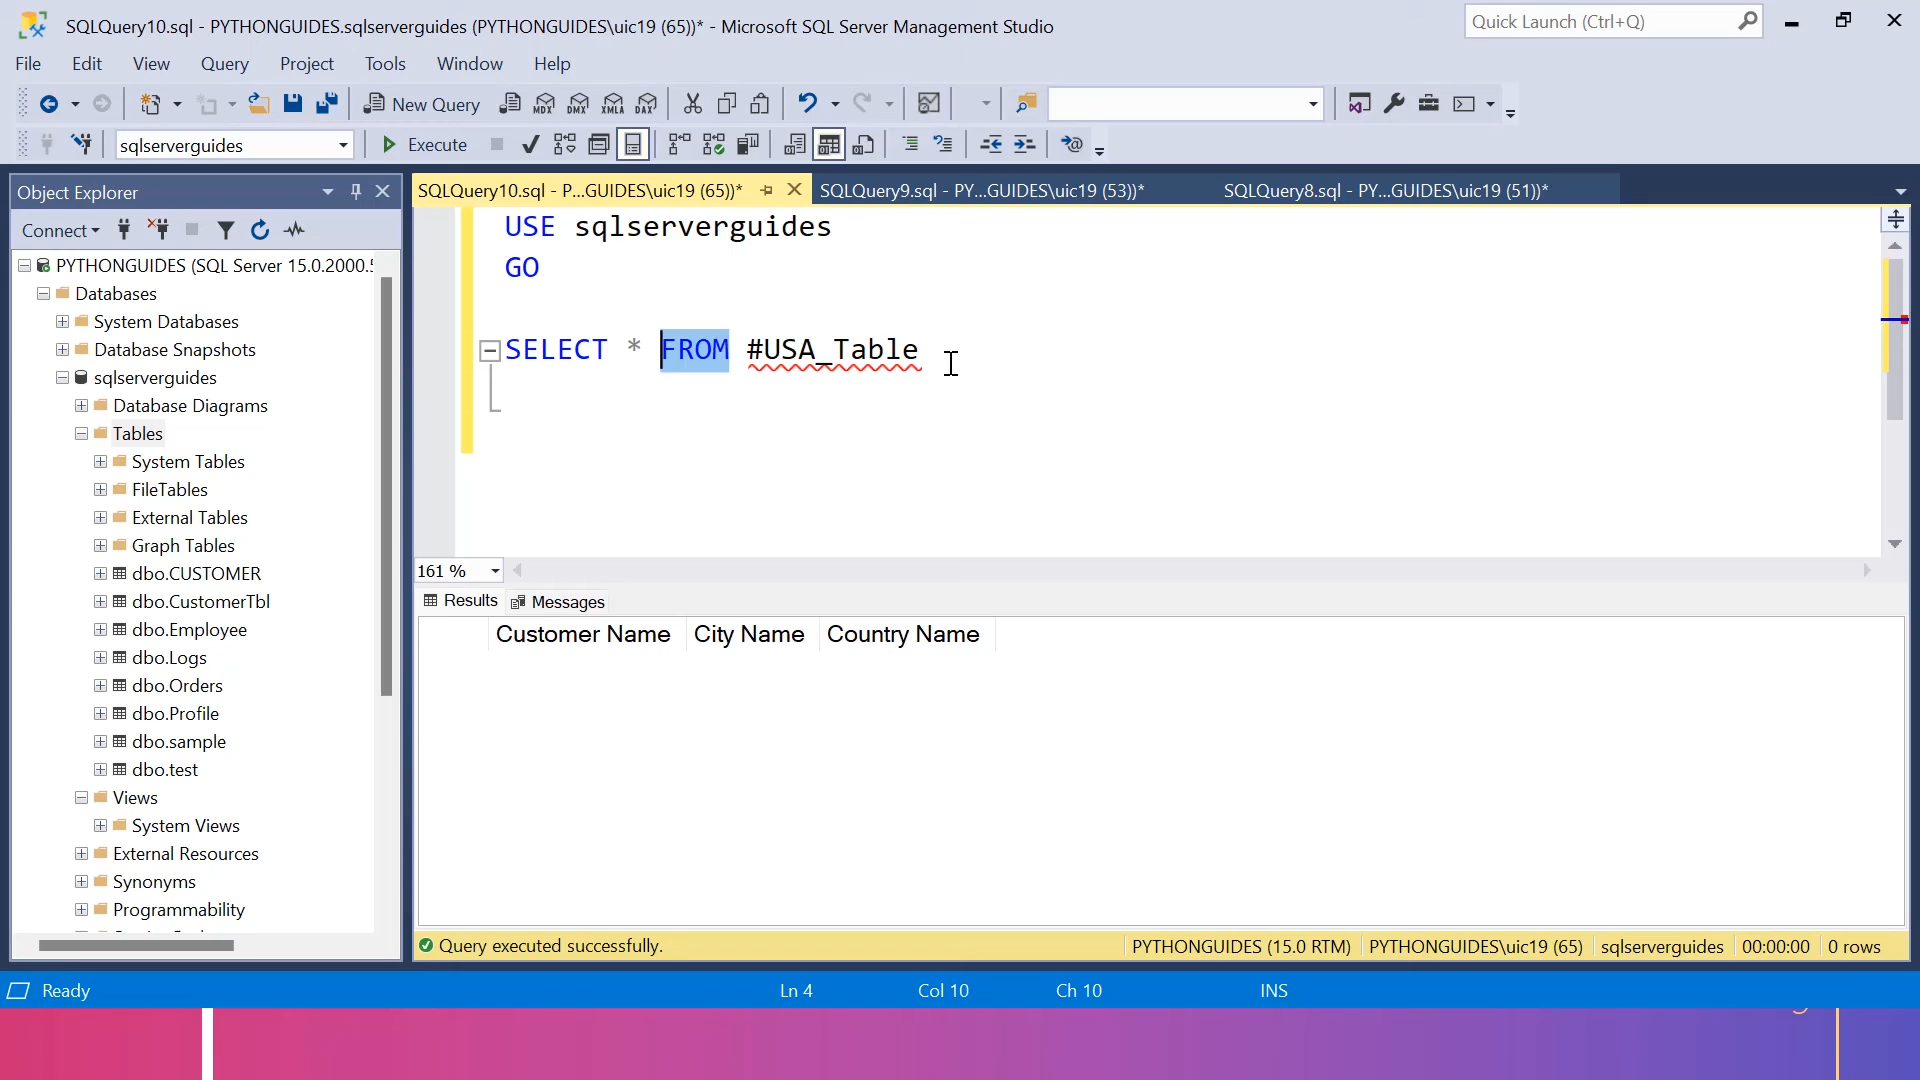 SQLQuery10.sql - PYTHONGUIDES.sqlserverguides (PYTHONGUIDES\uic19 (65))* - Microsoft SQL Server Management Studio
Quick Launch (Ctrl+Q)
File Edit View Query Project Tools Window Help
New Query MDX DMX XMLA DAX
sqlserverguides Execute
Object Explorer
Connect
PYTHONGUIDES (SQL Server 15.0.2000.5
Databases
System Databases
Database Snapshots
sqlserverguides
Database Diagrams
Tables
System Tables
FileTables
External Tables
Graph Tables
dbo.CUSTOMER
dbo.CustomerTbl
dbo.Employee
dbo.Logs
dbo.Orders
dbo.Profile
dbo.sample
dbo.test
Views
System Views
External Resources
Synonyms
Programmability
SQLQuery10.sql - P...GUIDES\uic19 (65))* SQLQuery9.sql - PY...GUIDES\uic19 (53))* SQLQuery8.sql - PY...GUIDES\uic19 (51))*
USE sqlserverguides
GO
SELECT * FROM #USA_Table
161 %
Results Messages
Customer Name City Name Country Name
Query executed successfully. PYTHONGUIDES (15.0 RTM) PYTHONGUIDES\uic19 (65) sqlserverguides 00:00:00 0 rows
Ready Ln 4 Col 10 Ch 10 INS